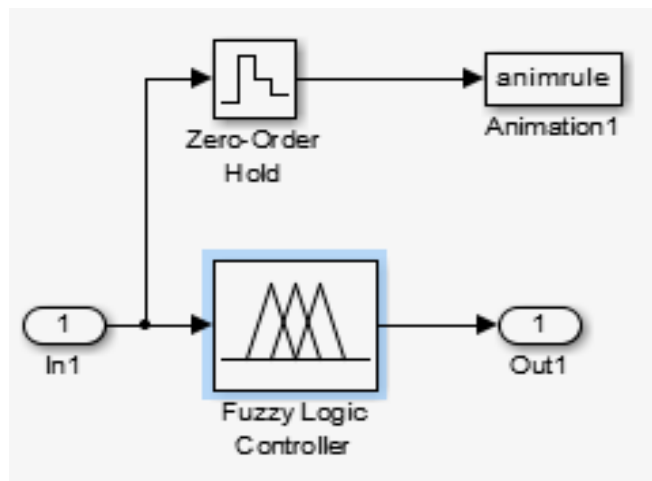 animrule
Zero-Order
Hold
Animation1
1
In1
1
Out1
Fuzzy Logic
Controller